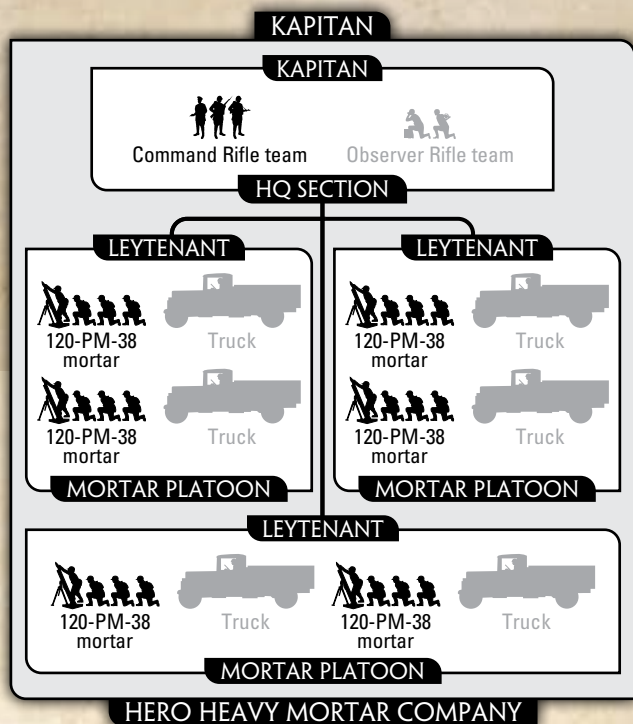 KAPITAN
KAPITAN
Command Rifle team
Observer Rifle team
HQ SECTION
LEYTENANT
120-PM-38
mortar
Truck
120-PM-38
mortar
Truck
MORTAR PLATOON
LEYTENANT
120-PM-38
mortar
Truck
120-PM-38
mortar
Truck
MORTAR PLATOON
LEYTENANT
120-PM-38
mortar
Truck
120-PM-38
mortar
Truck
MORTAR PLATOON
HERO HEAVY MORTAR COMPANY